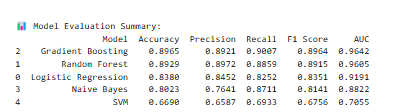 📊 Model Evaluation Summary:
Model Accuracy Precision Recall F1 Score AUC
2 Gradient Boosting 0.8965 0.8921 0.9007 0.8964 0.9642
1 Random Forest 0.8929 0.8972 0.8859 0.8915 0.9605
0 Logistic Regression 0.8380 0.8452 0.8252 0.8351 0.9191
3 Naive Bayes 0.8023 0.7641 0.8711 0.8141 0.8822
4 SVM 0.6690 0.6587 0.6933 0.6756 0.7055